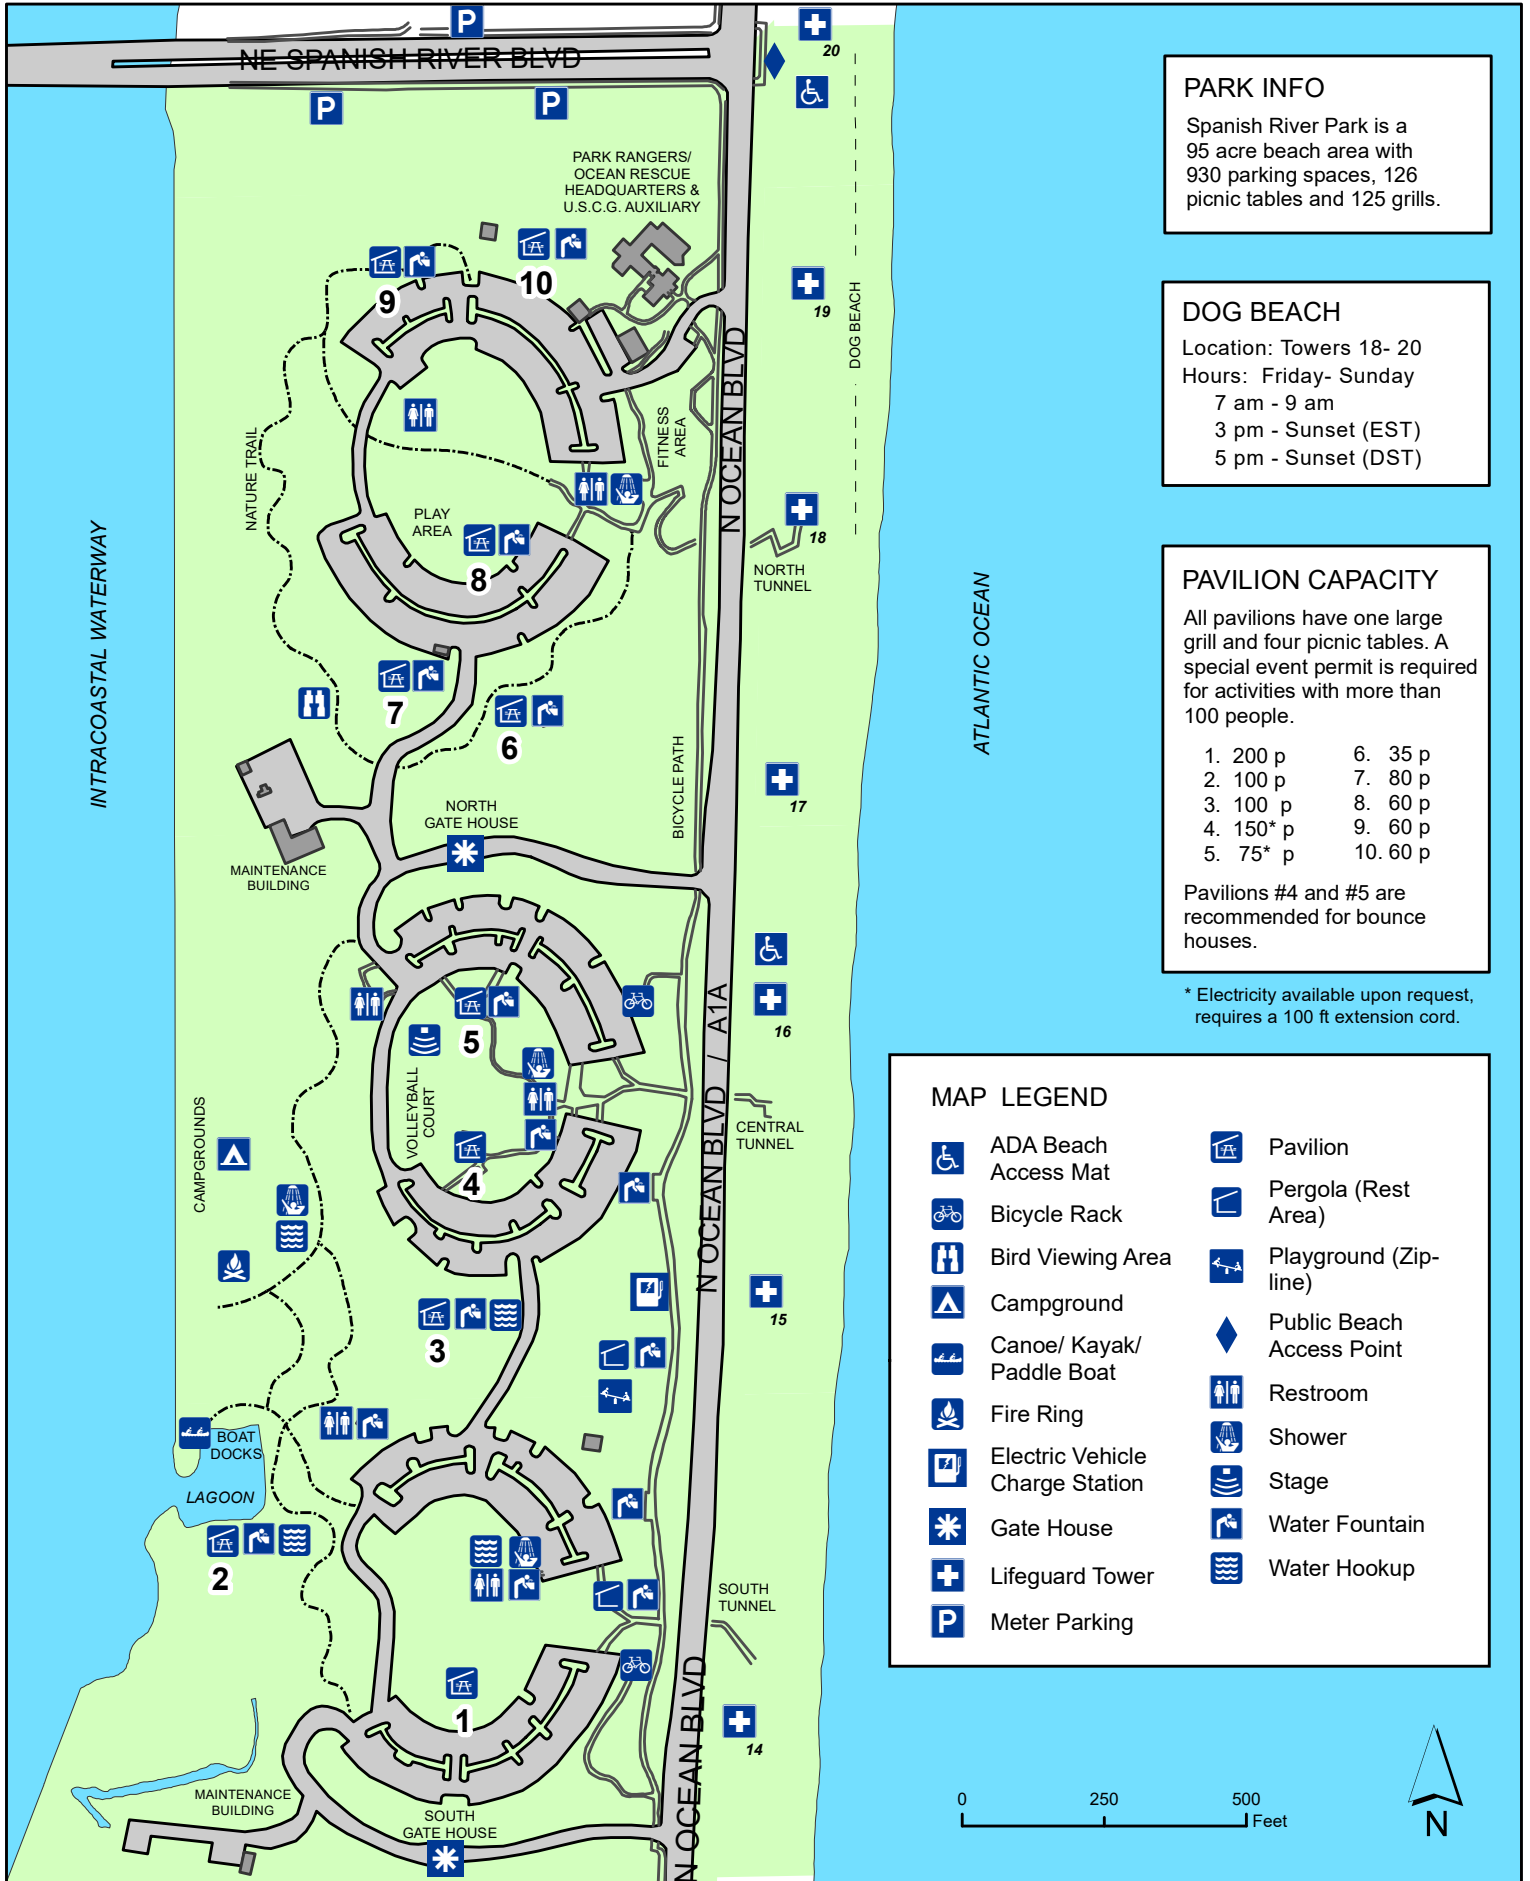 P
NE SPANISH RIVER BLVD
P
P
20
PARK RANGERS/
OCEAN RESCUE
HEADQUARTERS &
U.S.C.G. AUXILIARY
9
10
19
DOG BEACH
N OCEAN BLVD
FITNESS
AREA
NATURE TRAIL
PLAY
AREA
8
18
NORTH
TUNNEL
INTRACOASTAL WATERWAY
ATLANTIC OCEAN
7
6
BICYCLE PATH
17
NORTH
GATE HOUSE
MAINTENANCE
BUILDING
16
5
N OCEAN BLVD / A1A
VOLLEYBALL
COURT
CENTRAL
TUNNEL
CAMPGROUNDS
4
15
3
BOAT
DOCKS
LAGOON
2
SOUTH
TUNNEL
1
N OCEAN BLVD
14
MAINTENANCE
BUILDING
SOUTH
GATE HOUSE
PARK INFO
Spanish River Park is a
95 acre beach area with
930 parking spaces, 126
picnic tables and 125 grills.
DOG BEACH
Location: Towers 18- 20
Hours: Friday- Sunday
7 am - 9 am
3 pm - Sunset (EST)
5 pm - Sunset (DST)
PAVILION CAPACITY
All pavilions have one large
grill and four picnic tables. A
special event permit is required
for activities with more than
100 people.
1. 200 p
2. 100 p
3. 100 p
4. 150* p
5. 75* p
6. 35 p
7. 80 p
8. 60 p
9. 60 p
10. 60 p
Pavilions #4 and #5 are
recommended for bounce
houses.
* Electricity available upon request,
requires a 100 ft extension cord.
MAP LEGEND
ADA Beach
Access Mat
Bicycle Rack
Bird Viewing Area
Campground
Canoe/ Kayak/
Paddle Boat
Fire Ring
Electric Vehicle
Charge Station
Gate House
Lifeguard Tower
P Meter Parking
Pavilion
Pergola (Rest
Area)
Playground (Zip-
line)
Public Beach
Access Point
Restroom
Shower
Stage
Water Fountain
Water Hookup
0 250 500
Feet
N